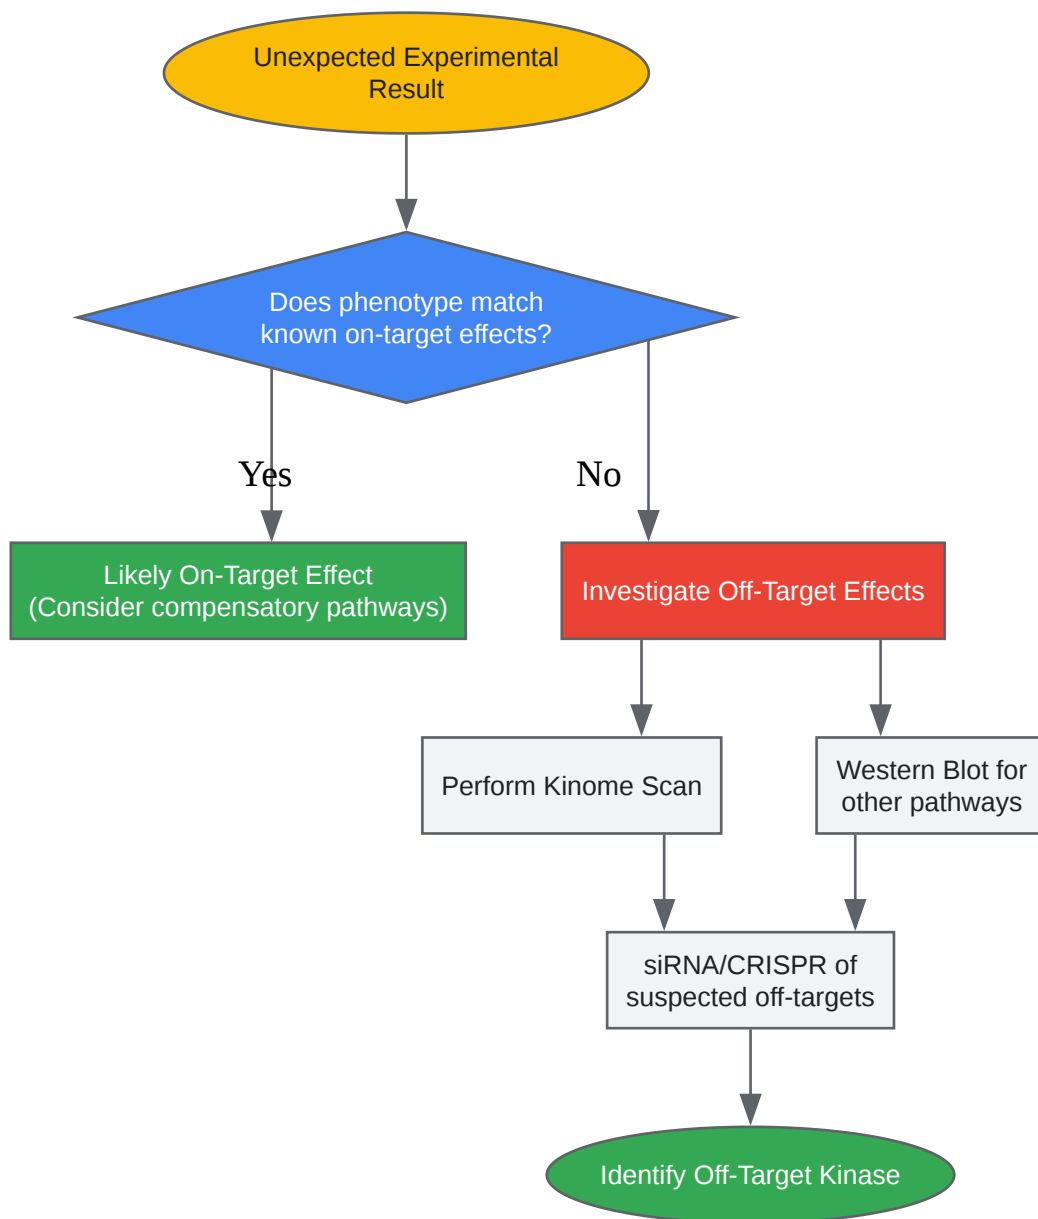 Unexpected Experimental
Result
Does phenotype match
known on-target effects?
Yes
No
Likely On-Target Effect
(Consider compensatory pathways)
Investigate Off-Target Effects
Perform Kinome Scan
Western Blot for
other pathways
siRNA/CRISPR of
suspected off-targets
Identify Off-Target Kinase